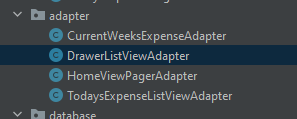 adapter
CurrentWeeksExpenseAdapter
DrawerListViewAdapter
HomeViewPagerAdapter
TodaysExpenseListViewAdapter
database